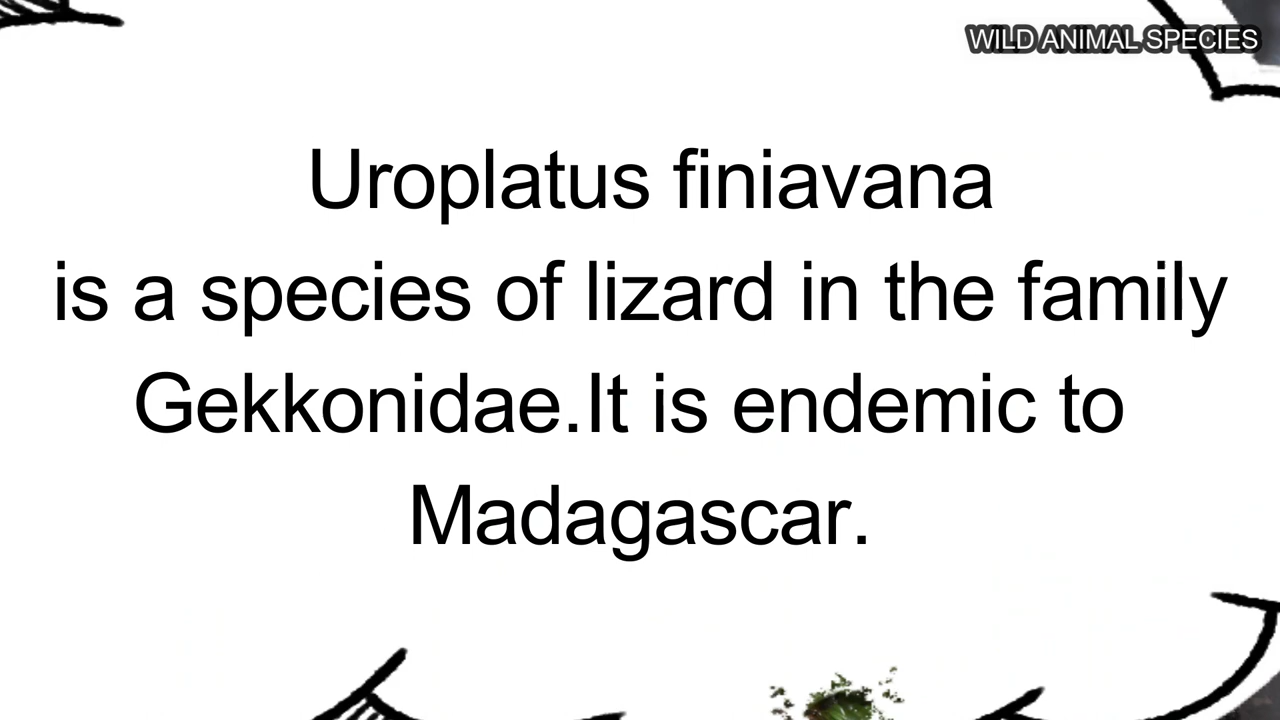 WILD ANIMAL SPECIES
Uroplatus finiavana
is a species of lizard in the family
Gekkonidae.It is endemic to
Madagascar.